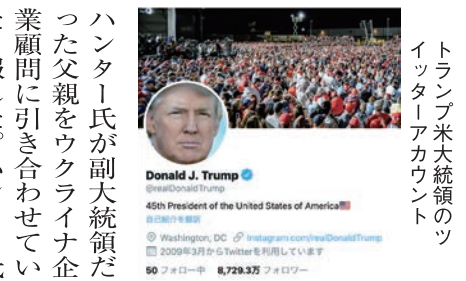 トランプ米大統領のツ
イッターアカウント
Donald J. Trump
@realDonaldTrump
45th President of the United States of America🇺🇸
自己紹介を翻訳
Washington, DC
instagram.com/realDonaldTrump
2009年3月からTwitterを利用しています
50 フォロー中 8,729.3万 フォロワー
ハンター氏が副大統領だ
った父親をウクライナ企
業顧問に引き合わせてい